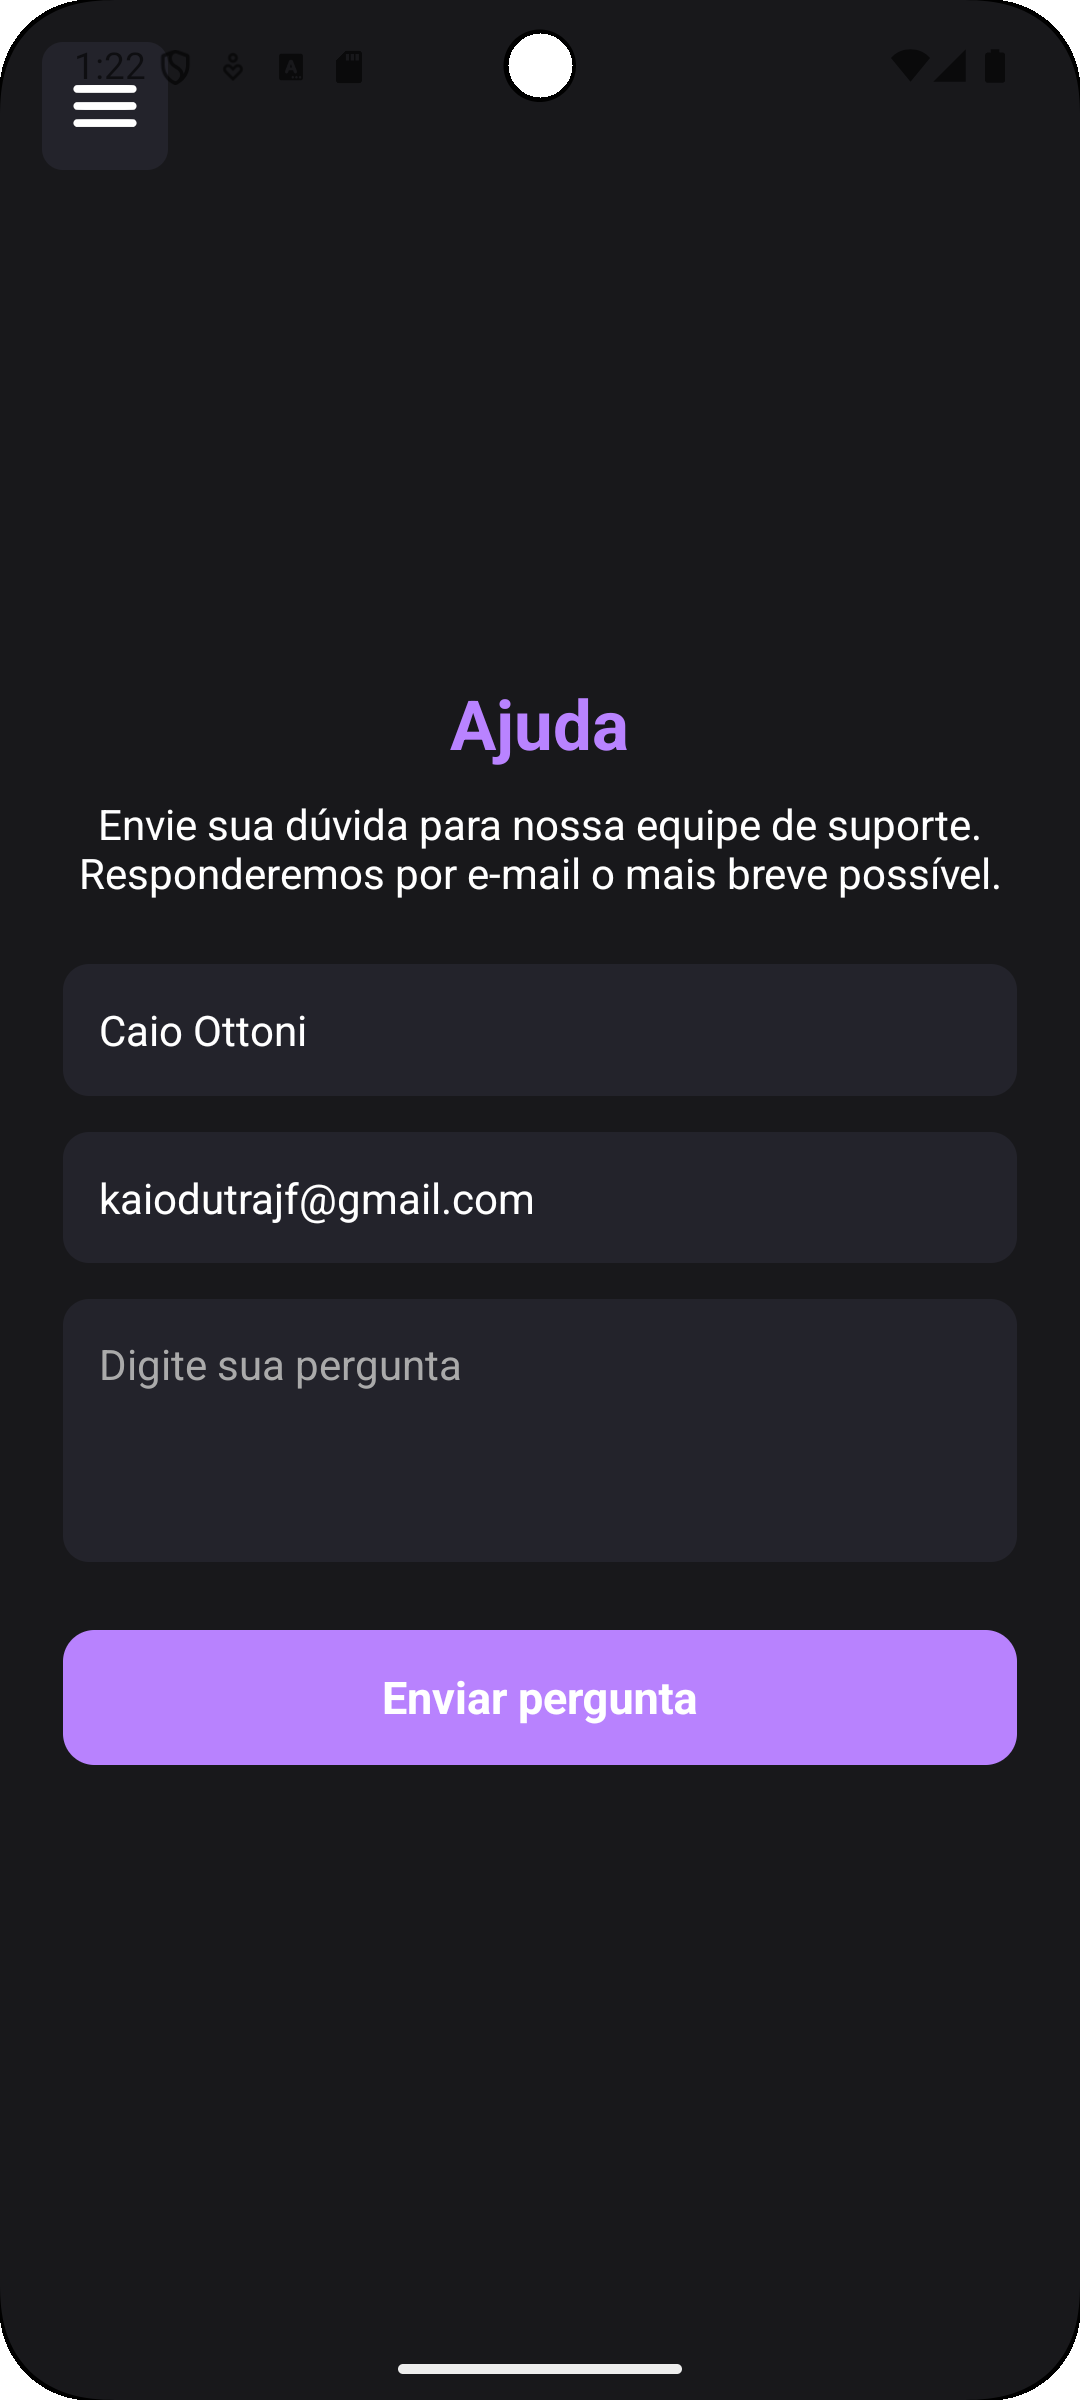 1:22
Ajuda
Envie sua dúvida para nossa equipe de suporte.
Responderemos por e-mail o mais breve possível.
Caio Ottoni
kaiodutrajf@gmail.com
Digite sua pergunta
Enviar pergunta